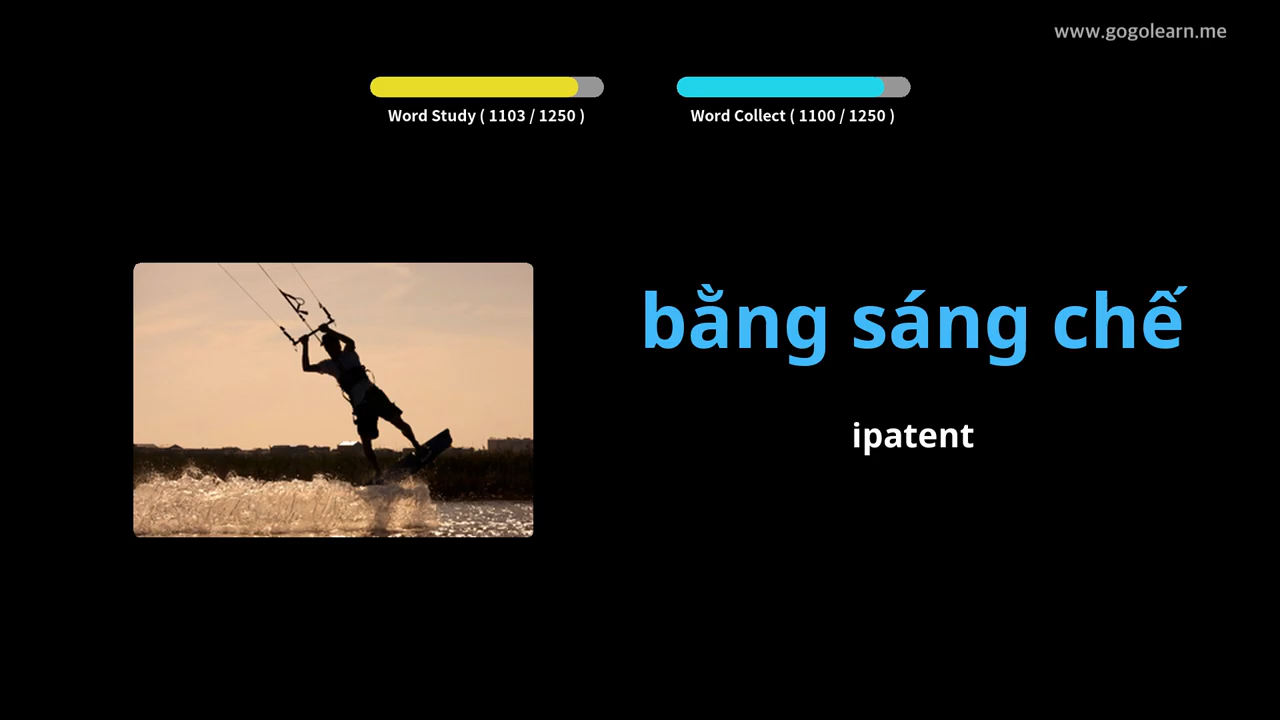 www.gogolearn.me
Word Study ( 1103 / 1250 )
Word Collect ( 1100 / 1250 )
bằng sáng chế
ipatent